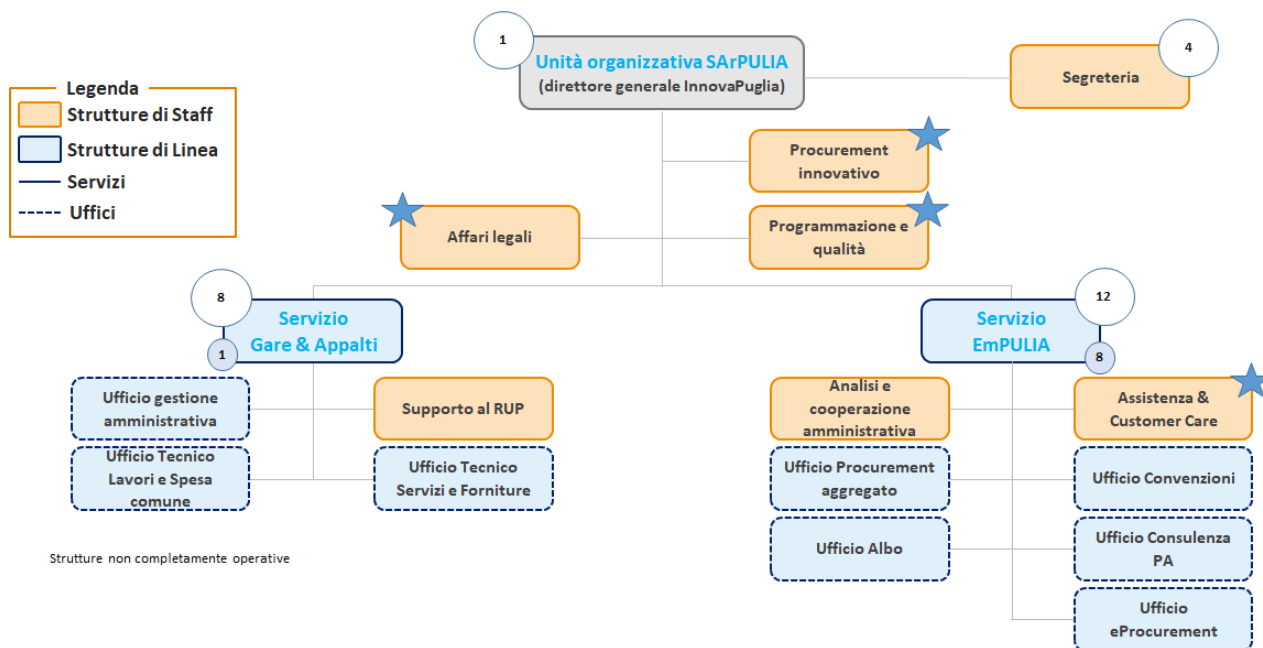 1
Unità organizzativa SArPULIA
(direttore generale InnovaPuglia)
4
Segreteria
Legenda
Strutture di Staff
Strutture di Linea
Servizi
Uffici
Procurement
innovativo
Affari legali
Programmazione e
qualità
8
Servizio
Gare & Appalti
1
12
Servizio
EmPULIA
8
Ufficio gestione
amministrativa
Supporto al RUP
Ufficio Tecnico
Lavori e Spesa
comune
Ufficio Tecnico
Servizi e Forniture
Analisi e
cooperazione
amministrativa
Assistenza &
Customer Care
Ufficio Procurement
aggregato
Ufficio Convenzioni
Ufficio Albo
Ufficio Consulenza
PA
Ufficio
eProcurement
Strutture non completamente operative